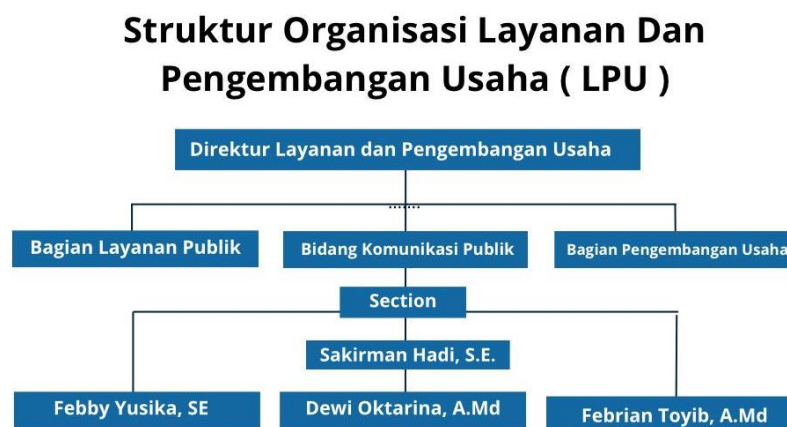 Struktur Organisasi Layanan Dan
Pengembangan Usaha ( LPU )
Direktur Layanan dan Pengembangan Usaha
.......
Bagian Layanan Publik
Bidang Komunikasi Publik
Bagian Pengembangan Usaha
Section
Sakirman Hadi, S.E.
Febby Yusika, SE
Dewi Oktarina, A.Md
Febrian Toyib, A.Md